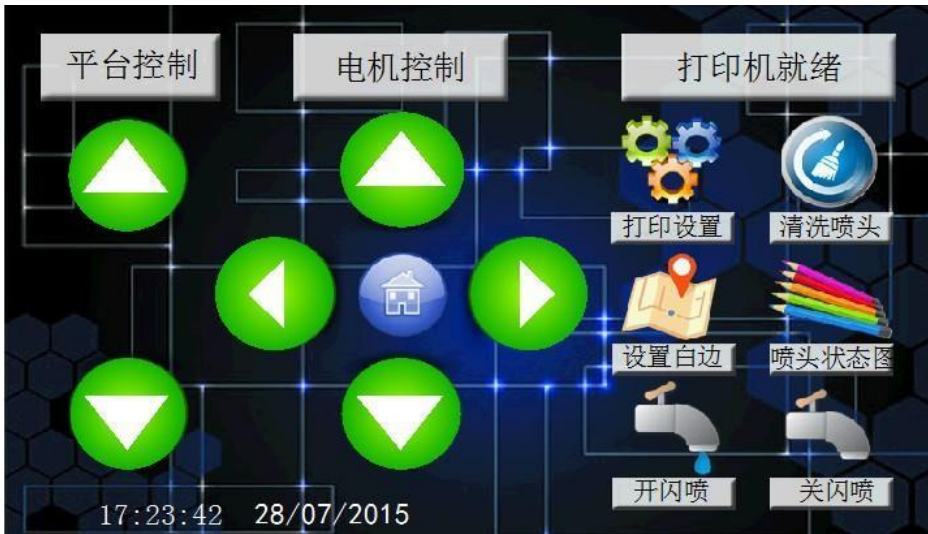 平台控制
电机控制
打印机就绪
打印设置
清洗喷头
设置白边
喷头状态图
开闪喷
关闪喷
17:23:42 28/07/2015